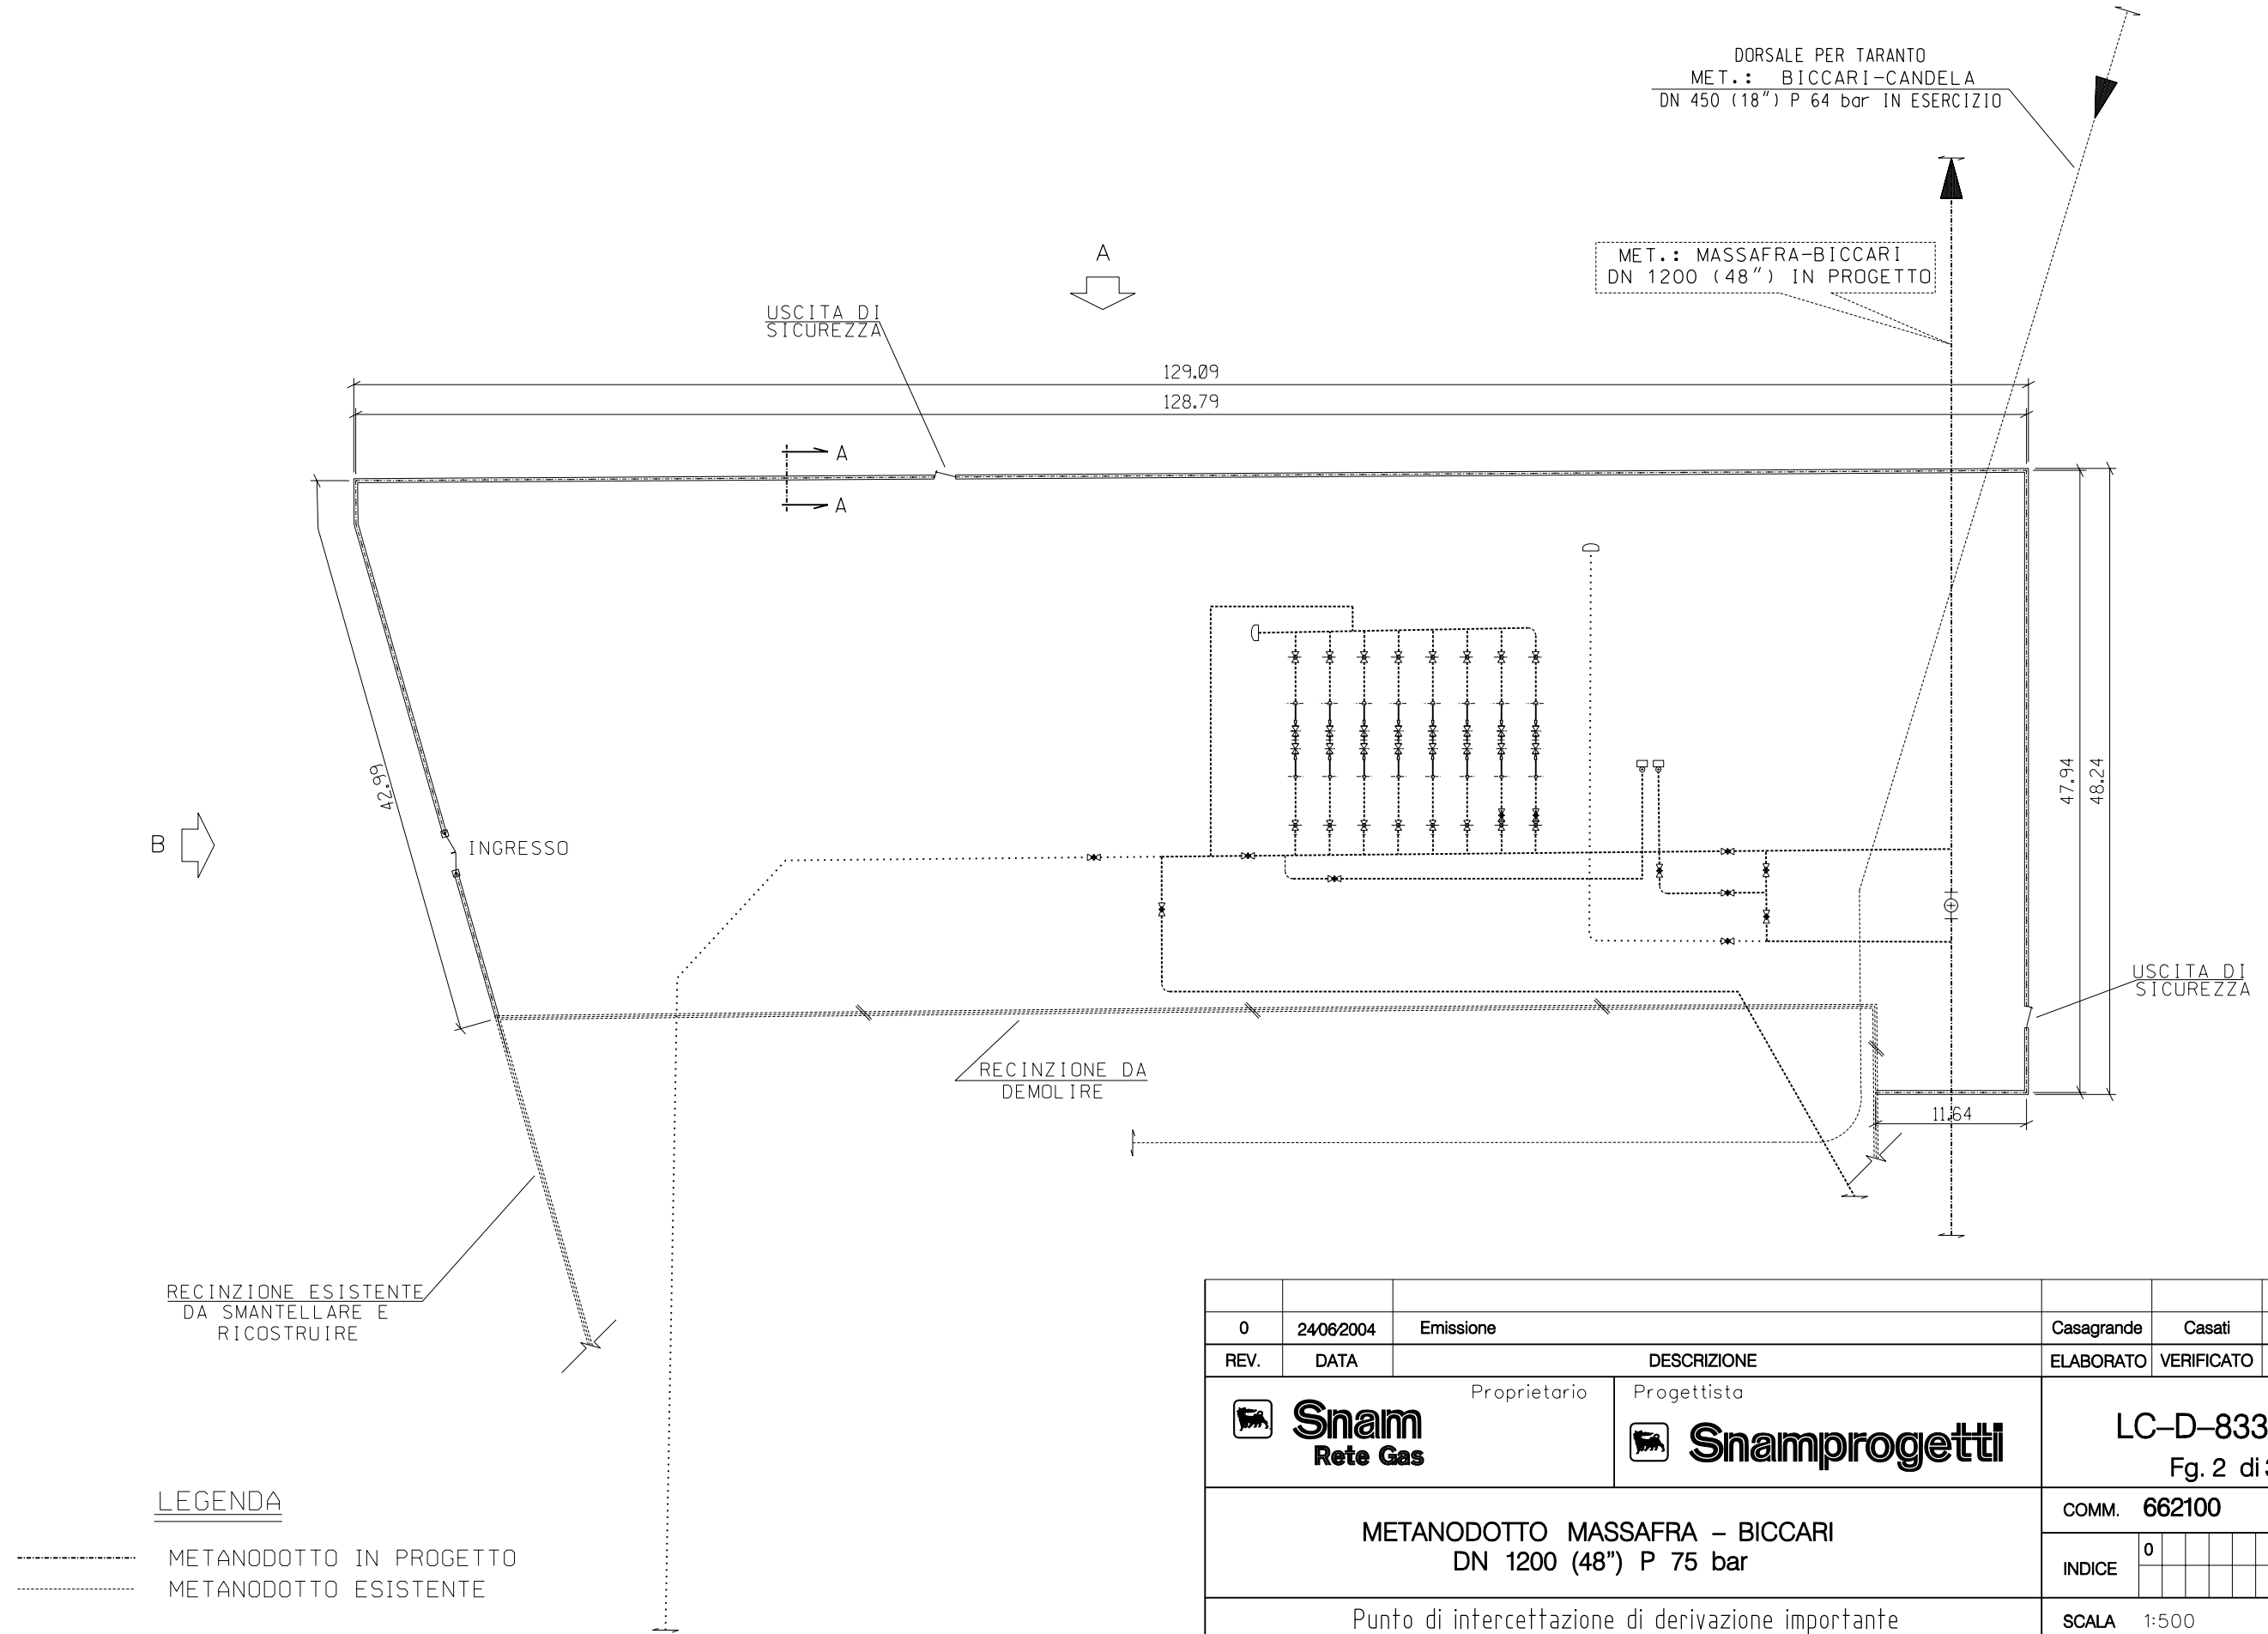 DORSALE PER TARANTO
MET.: BICCARI-CANDELA
DN 450 (18") P 64 bar IN ESERCIZIO
MET.: MASSAFRA-BICCARI
DN 1200 (48") IN PROGETTO
A
USCITA DI
SICUREZZA
129.09
128.79
A
A
42.99
B
INGRESSO
47.94
48.24
USCITA DI
SICUREZZA
RECINZIONE DA
DEMOLIRE
11.64
RECINZIONE ESISTENTE
DA SMANTELLARE E
RICOSTRUIRE
LEGENDA
METANODOTTO IN PROGETTO
METANODOTTO ESISTENTE
0 24/06/2004 Emissione Casagrande Casati
REV. DATA DESCRIZIONE ELABORATO VERIFICATO
Proprietario
Snam
Rete Gas
Progettista
Snamprogetti
LC-D-833
Fg. 2 di
METANODOTTO MASSAFRA - BICCARI
DN 1200 (48") P 75 bar
COMM. 662100
INDICE 0
Punto di intercettazione di derivazione importante
SCALA 1:500